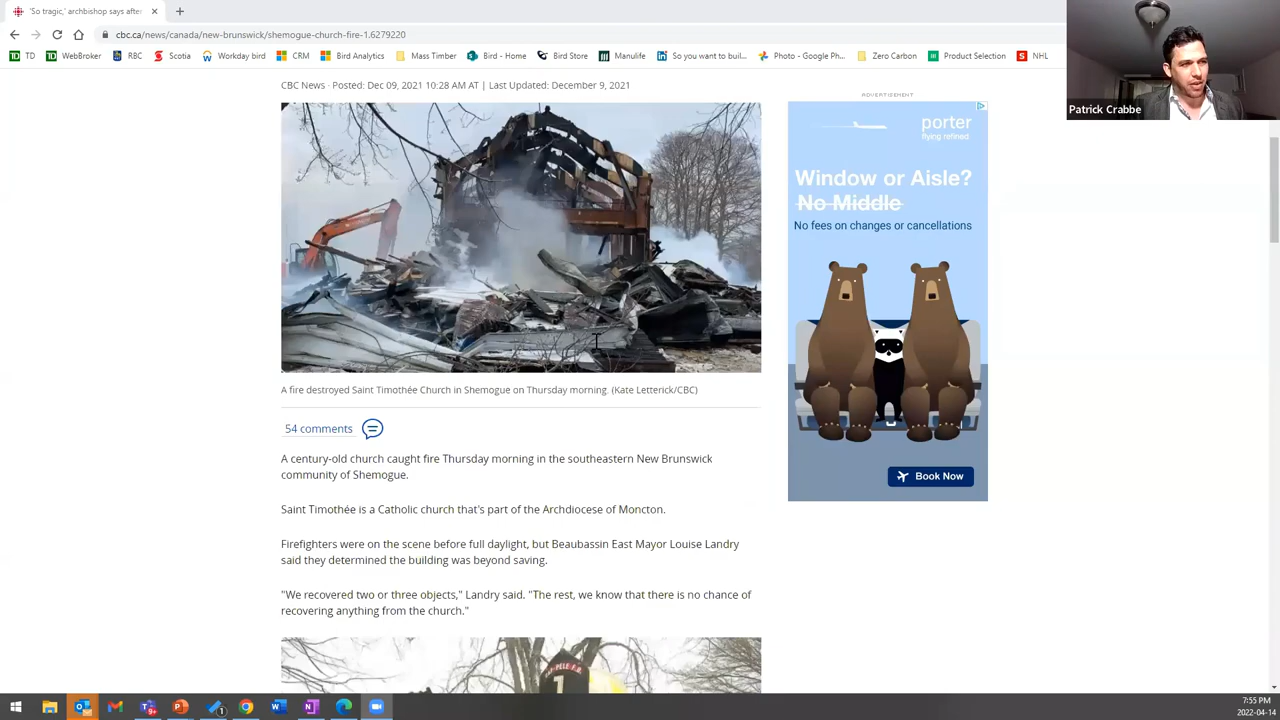 'So tragic,' archbishop says after
cbc.ca/news/canada/new-brunswick/shemogue-church-fire-1.6279220
TD WebBroker RBC Scotia Workday bird CRM Bird Analytics Mass Timber Bird - Home Bird Store Manulife So you want to buil... Photo - Google Ph... Zero Carbon Product Selection NHL
Patrick Crabbe
CBC News · Posted: Dec 09, 2021 10:28 AM AT | Last Updated: December 9, 2021
ADVERTISEMENT
porter
flying refined
Window or Aisle?
No Middle
No fees on changes or cancellations
Book Now
A fire destroyed Saint Timothée Church in Shemogue on Thursday morning. (Kate Letterick/CBC)
54 comments
A century-old church caught fire Thursday morning in the southeastern New Brunswick
community of Shemogue.
Saint Timothée is a Catholic church that's part of the Archdiocese of Moncton.
Firefighters were on the scene before full daylight, but Beaubassin East Mayor Louise Landry
said they determined the building was beyond saving.
"We recovered two or three objects," Landry said. "The rest, we know that there is no chance of
recovering anything from the church."
7:55 PM
2022-04-14